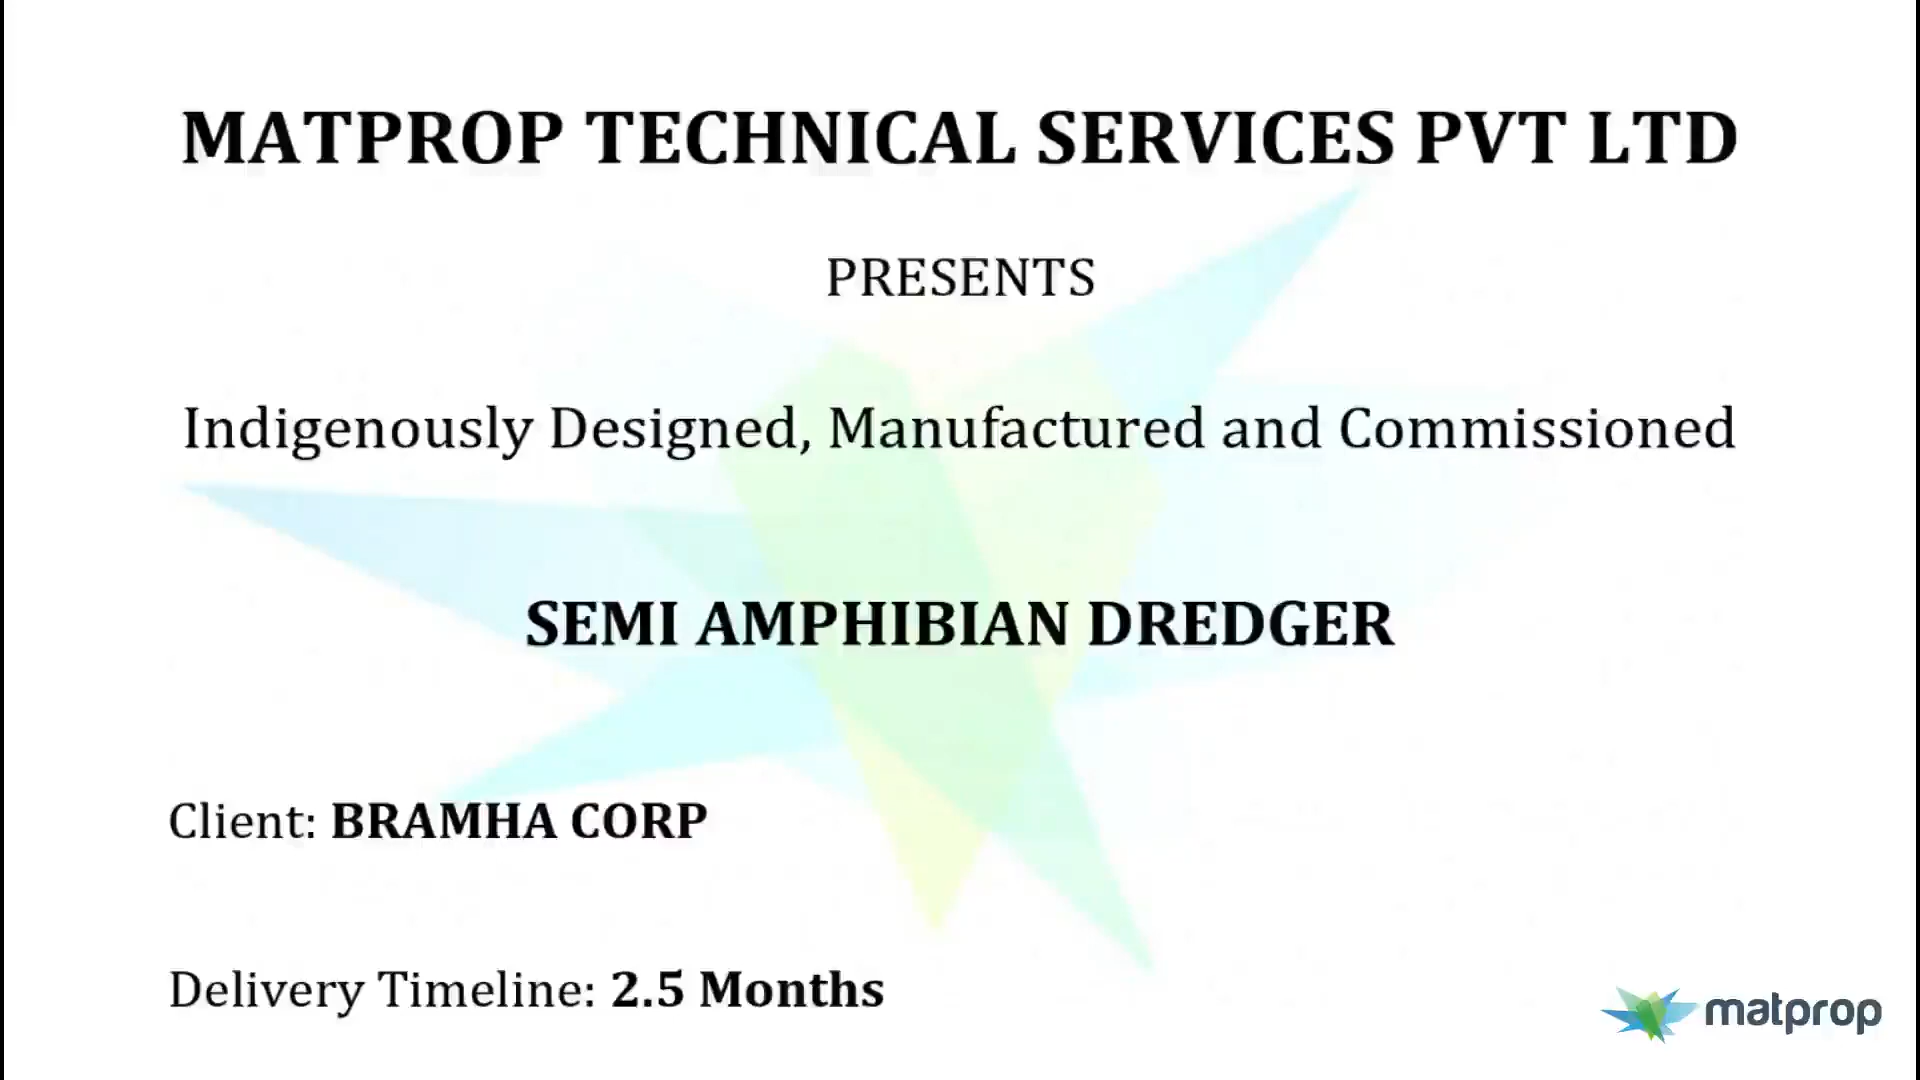 MATPROP TECHNICAL SERVICES PVT LTD
PRESENTS
Indigenously Designed, Manufactured and Commissioned
SEMI AMPHIBIAN DREDGER
Client: BRAMHA CORP
Delivery Timeline: 2.5 Months
matprop